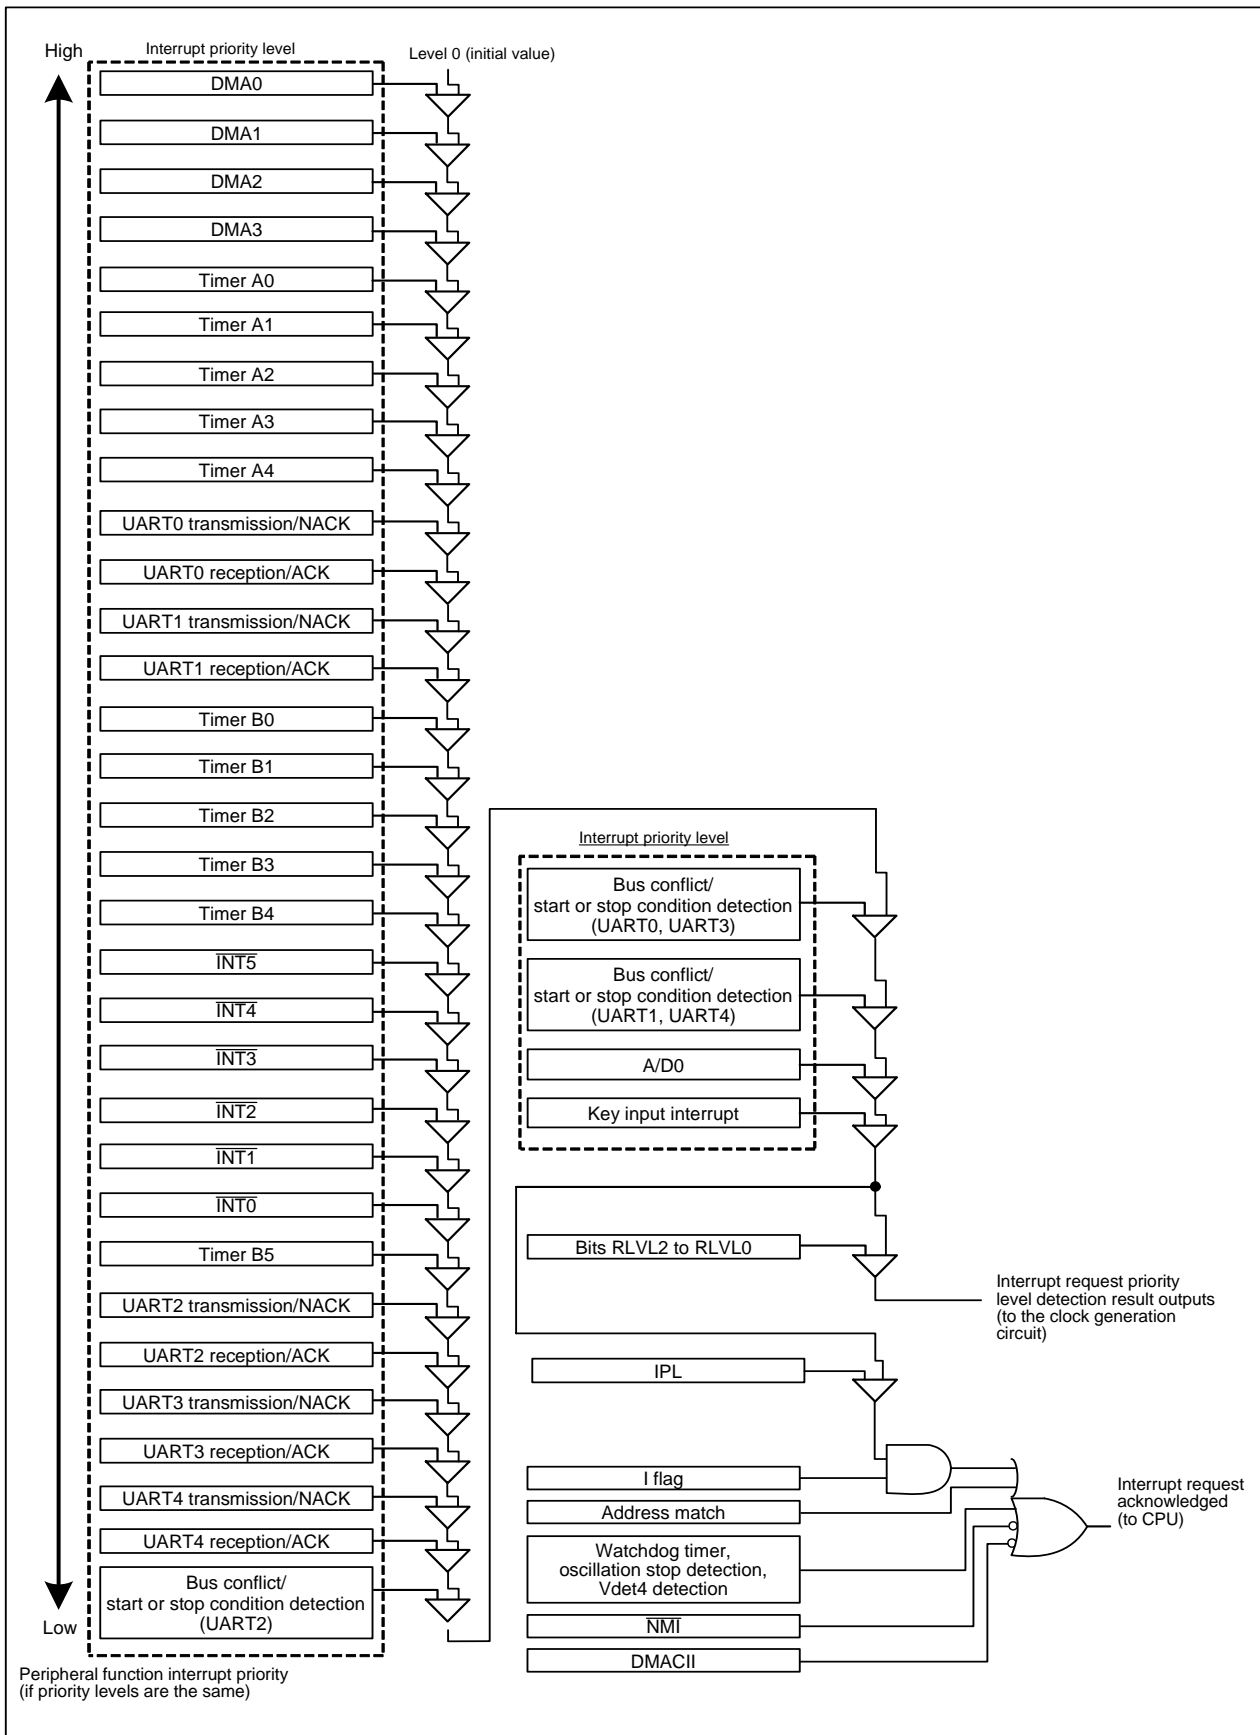 High
Interrupt priority level
Level 0 (initial value)
DMA0
DMA1
DMA2
DMA3
Timer A0
Timer A1
Timer A2
Timer A3
Timer A4
UART0 transmission/NACK
UART0 reception/ACK
UART1 transmission/NACK
UART1 reception/ACK
Timer B0
Timer B1
Timer B2
Timer B3
Timer B4
INT5
INT4
INT3
INT2
INT1
INT0
Timer B5
UART2 transmission/NACK
UART2 reception/ACK
UART3 transmission/NACK
UART3 reception/ACK
UART4 transmission/NACK
UART4 reception/ACK
Bus conflict/
start or stop condition detection
(UART2)
Low
Peripheral function interrupt priority
(if priority levels are the same)
Interrupt priority level
Bus conflict/
start or stop condition detection
(UART0, UART3)
Bus conflict/
start or stop condition detection
(UART1, UART4)
A/D0
Key input interrupt
Bits RLVL2 to RLVL0
Interrupt request priority
level detection result outputs
(to the clock generation
circuit)
IPL
I flag
Address match
Watchdog timer,
oscillation stop detection,
Vdet4 detection
NMI
DMACII
Interrupt request
acknowledged
(to CPU)